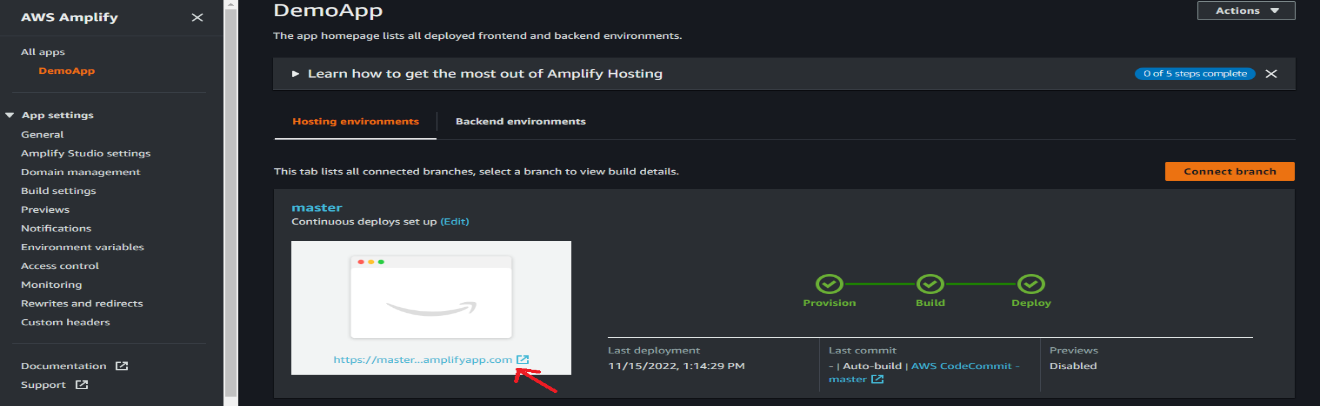 AWS Amplify
All apps
DemoApp
App settings
General
Amplify Studio settings
Domain management
Build settings
Previews
Notifications
Environment variables
Access control
Monitoring
Rewrites and redirects
Custom headers
Documentation
Support
DemoApp
Actions
The app homepage lists all deployed frontend and backend environments.
Learn how to get the most out of Amplify Hosting
0 of 5 steps complete
Hosting environments
Backend environments
This tab lists all connected branches, select a branch to view build details.
Connect branch
master
Continuous deploys set up (Edit)
https://master...amplifyapp.com
Provision
Build
Deploy
Last deployment
11/15/2022, 1:14:29 PM
Last commit
- | Auto-build | AWS CodeCommit -
master
Previews
Disabled